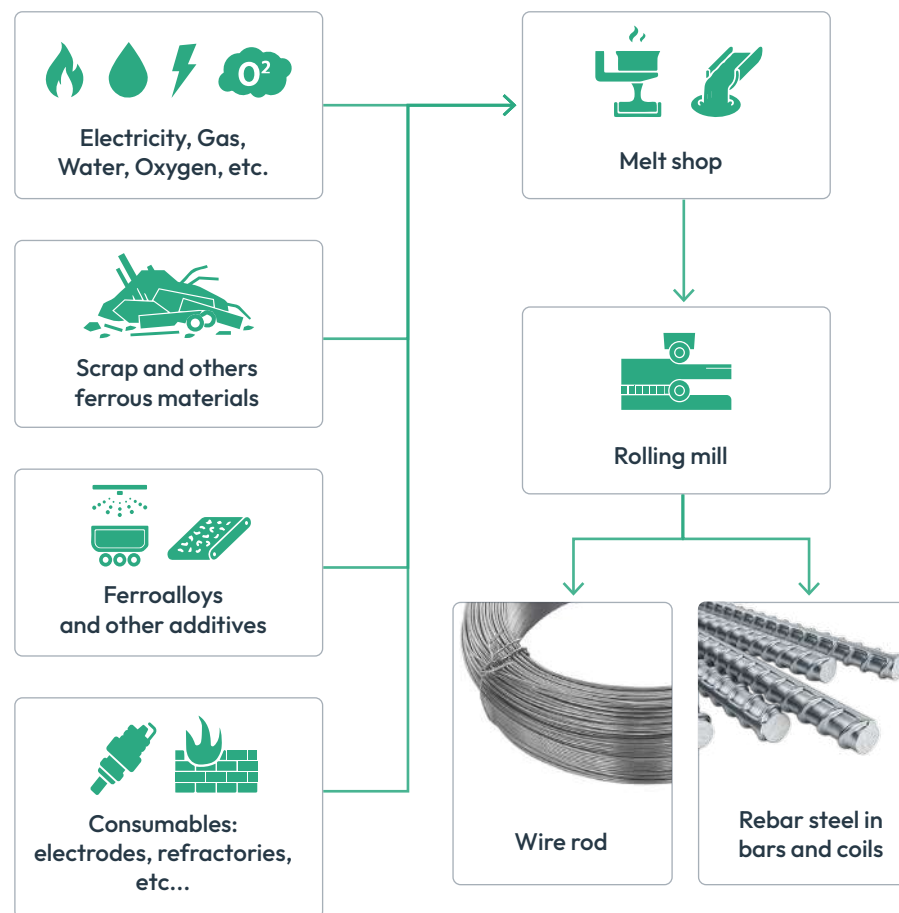 O²
Electricity, Gas,
Water, Oxygen, etc.
Melt shop
Scrap and others
ferrous materials
Rolling mill
Ferroalloys
and other additives
Consumables:
electrodes, refractories,
etc...
Wire rod
Rebar steel in
bars and coils